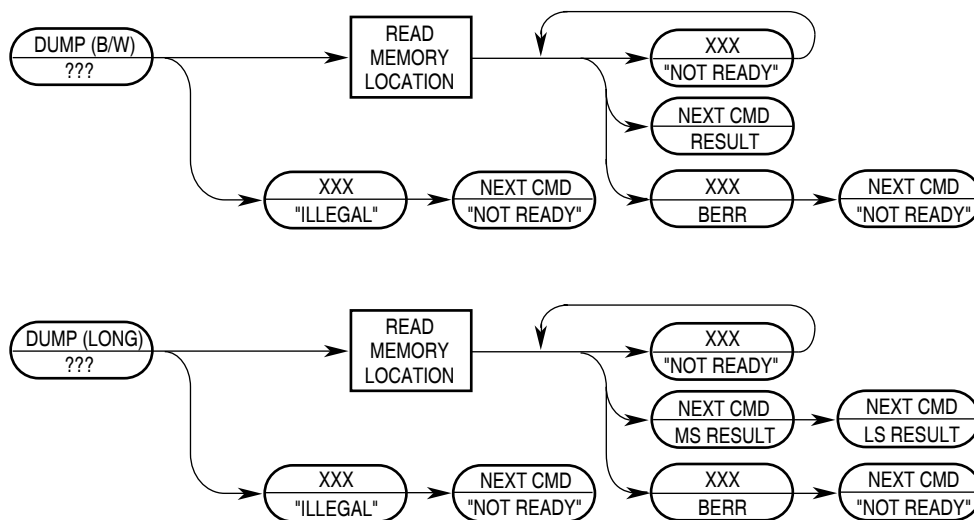 DUMP (B/W)
???
READ
MEMORY
LOCATION
XXX
"NOT READY"
NEXT CMD
RESULT
XXX
"ILLEGAL"
NEXT CMD
"NOT READY"
XXX
BERR
NEXT CMD
"NOT READY"
DUMP (LONG)
???
READ
MEMORY
LOCATION
XXX
"NOT READY"
NEXT CMD
MS RESULT
NEXT CMD
LS RESULT
XXX
"ILLEGAL"
NEXT CMD
"NOT READY"
XXX
BERR
NEXT CMD
"NOT READY"